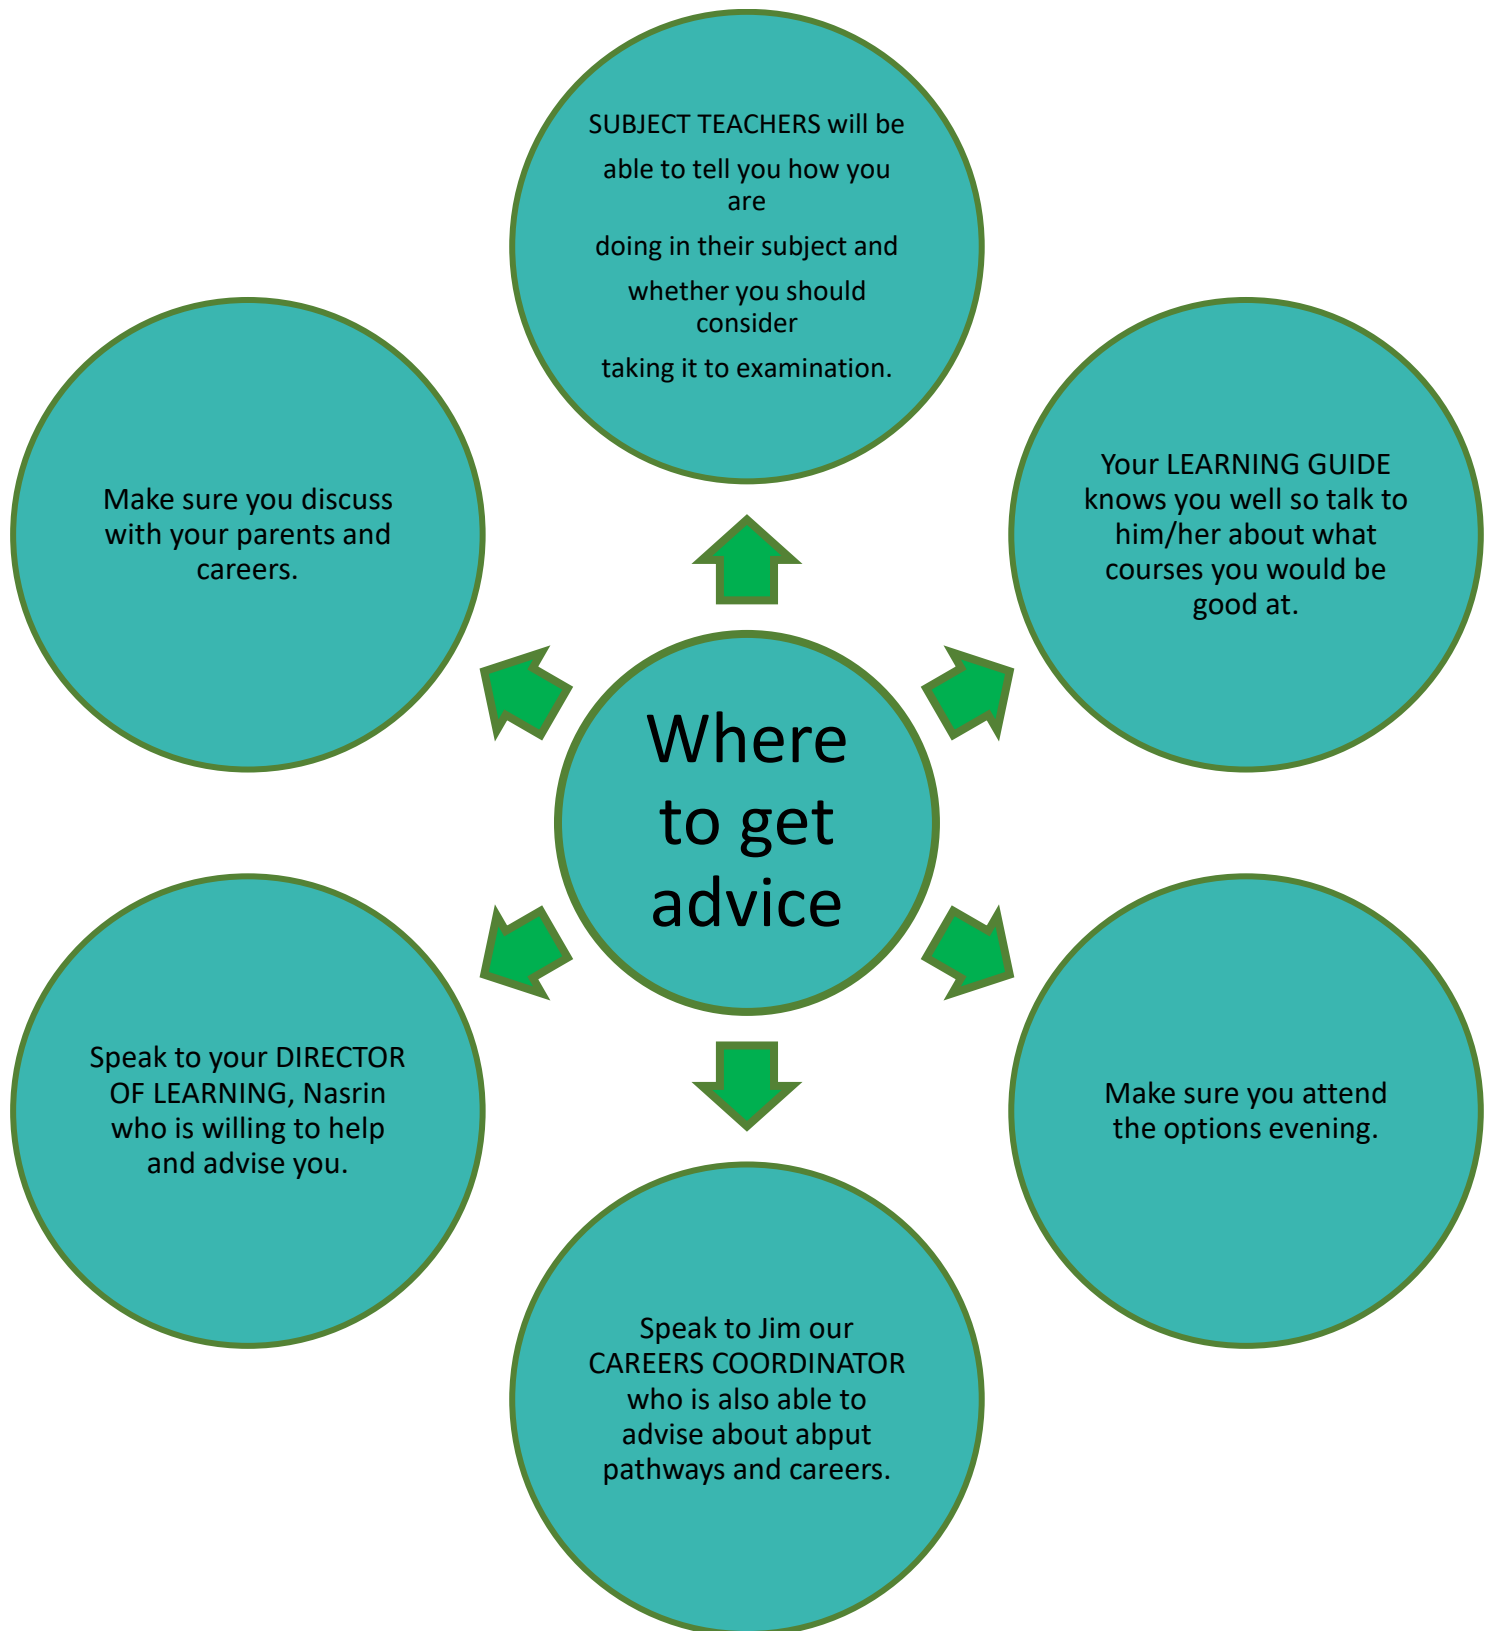 SUBJECT TEACHERS will be
able to tell you how you
are
doing in their subject and
whether you should
consider
taking it to examination.
Your LEARNING GUIDE
knows you well so talk to
him/her about what
courses you would be
good at.
Make sure you attend
the options evening.
Speak to Jim our
CAREERS COORDINATOR
who is also able to
advise about abput
pathways and careers.
Speak to your DIRECTOR
OF LEARNING, Nasrin
who is willing to help
and advise you.
Make sure you discuss
with your parents and
careers.
Where
to get
advice